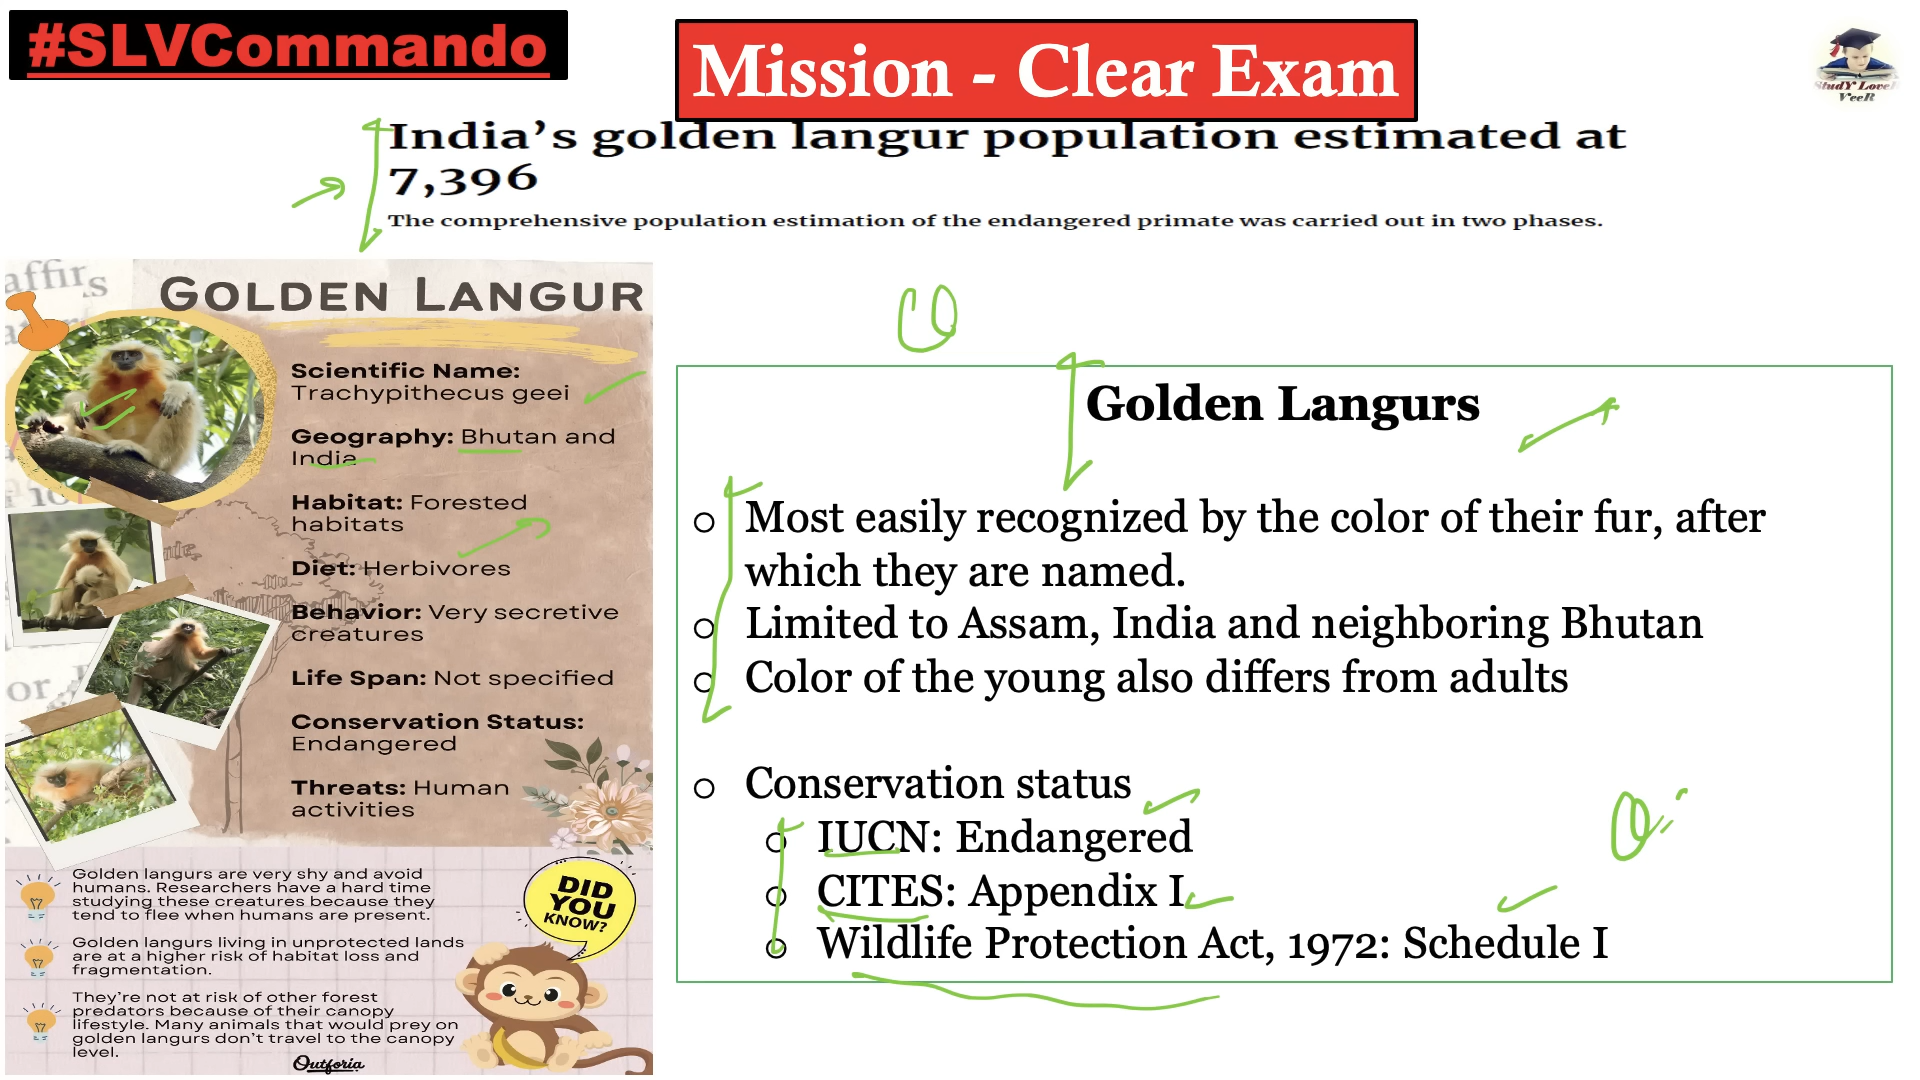 #SLVCommando
Mission - Clear Exam
StudY LoveR
VeeR
India’s golden langur population estimated at
7,396
The comprehensive population estimation of the endangered primate was carried out in two phases.
affirs
GOLDEN LANGUR
Scientific Name:
Trachypithecus geei
Geography: Bhutan and
India
Habitat: Forested
habitats
Diet: Herbivores
Behavior: Very secretive
creatures
Life Span: Not specified
Conservation Status:
Endangered
Threats: Human
activities
Golden langurs are very shy and avoid
humans. Researchers have a hard time
studying these creatures because they
tend to flee when humans are present.
Golden langurs living in unprotected lands
are at a higher risk of habitat loss and
fragmentation.
They’re not at risk of other forest
predators because of their canopy
lifestyle. Many animals that would prey on
golden langurs don’t travel to the canopy
level.
DID
YOU
KNOW?
Outforia
Golden Langurs
Most easily recognized by the color of their fur, after
which they are named.
Limited to Assam, India and neighboring Bhutan
Color of the young also differs from adults
Conservation status
IUCN: Endangered
CITES: Appendix I
Wildlife Protection Act, 1972: Schedule I